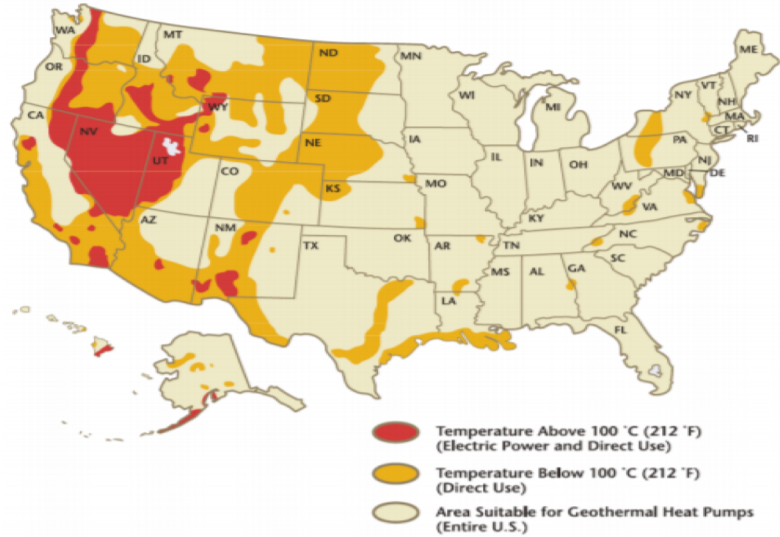 WA
MT
ND
MN
ME
OR
ID
VT
NH
NY
WI
MI
SD
WY
MA
CA
CT
RI
NV
NE
IA
PA
UT
NJ
IL
IN
OH
CO
MD
DE
KS
MO
WV
VA
KY
AZ
NM
OK
AR
TN
NC
TX
SC
MS
AL
GA
LA
FL
Temperature Above 100 °C (212 °F)
(Electric Power and Direct Use)
Temperature Below 100 °C (212 °F)
(Direct Use)
Area Suitable for Geothermal Heat Pumps
(Entire U.S.)